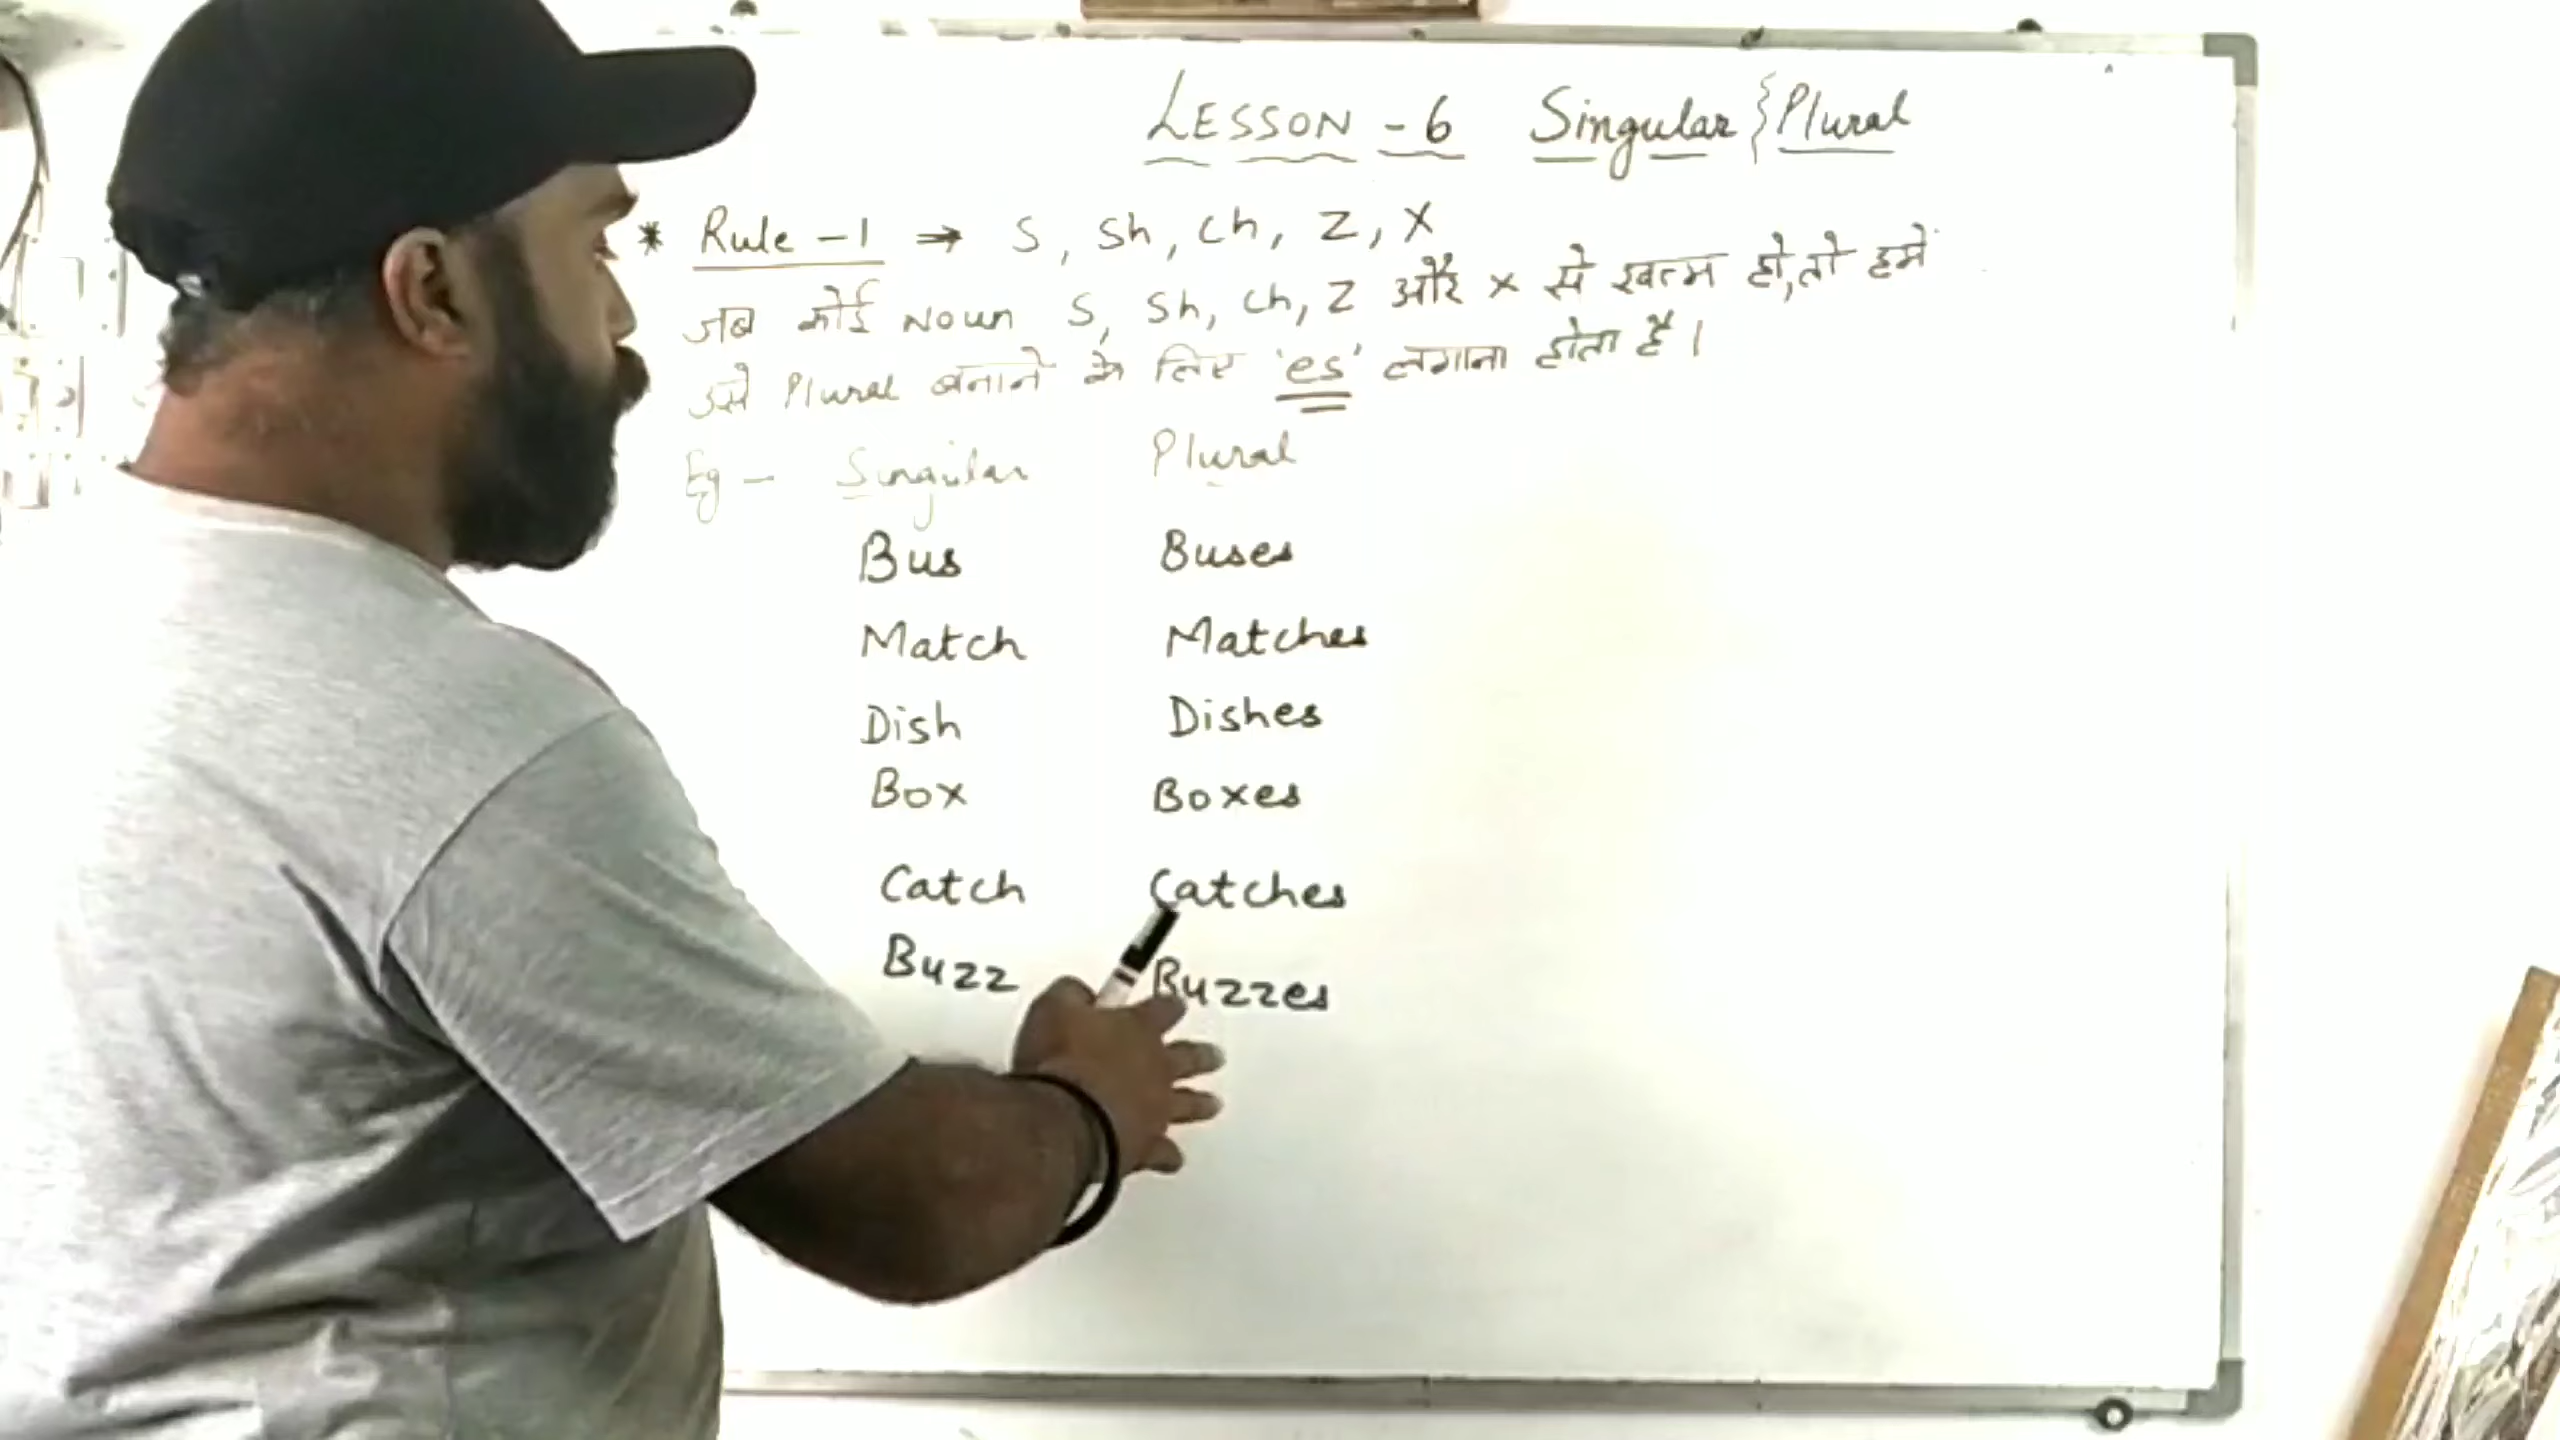 LESSON - 6 Singular } Plural
* Rule - 1 ⇒ S, Sh, Ch, Z, X
जब कोई Noun S, Sh, Ch, Z और X से खत्म हो, तो हमें
उसे Plural बनाने के लिए 'es' लगाना होता है।
Eg - Singular Plural
Bus Buses
Match Matches
Dish Dishes
Box Boxes
Catch Catches
Buzz Buzzes